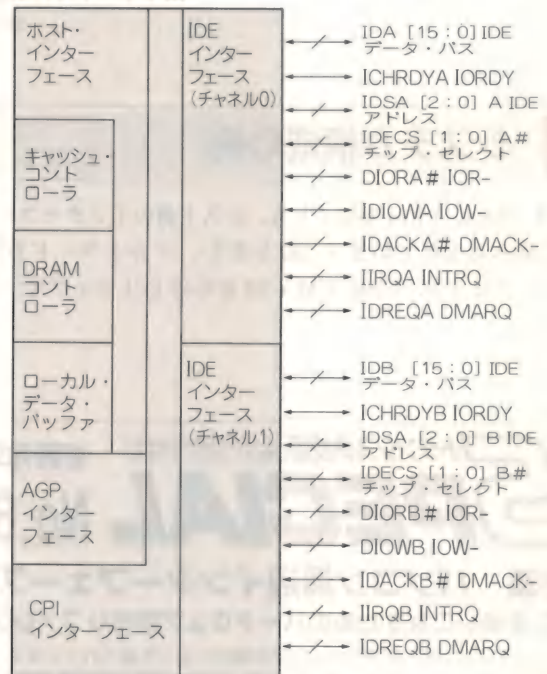 ホスト・
インター
フェース
キャッシュ・
コント
ローラ
DRAM
コント
ローラ
ローカル・
データ・
バッファ
AGP
インター
フェース
CPI
インターフェース
IDE
インター
フェース
(チャネル0)
IDE
インター
フェース
(チャネル1)
IDA [15:0] IDE
データ・バス
ICHRDYA IORDY
IDSA [2:0] A IDE
アドレス
IDECS [1:0] A#
チップ・セレクト
DIORA# IOR-
IDIOWA IOW-
IDACKA# DMACK-
IIRQA INTRQ
IDREQA DMARQ
IDB [15:0] IDE
データ・バス
ICHRDYB IORDY
IDSA [2:0] B IDE
アドレス
IDECS [1:0] B#
チップ・セレクト
DIORB# IOR-
DIOWB IOW-
IDACKB# DMACK-
IIRQB INTRQ
IDREQB DMARQ